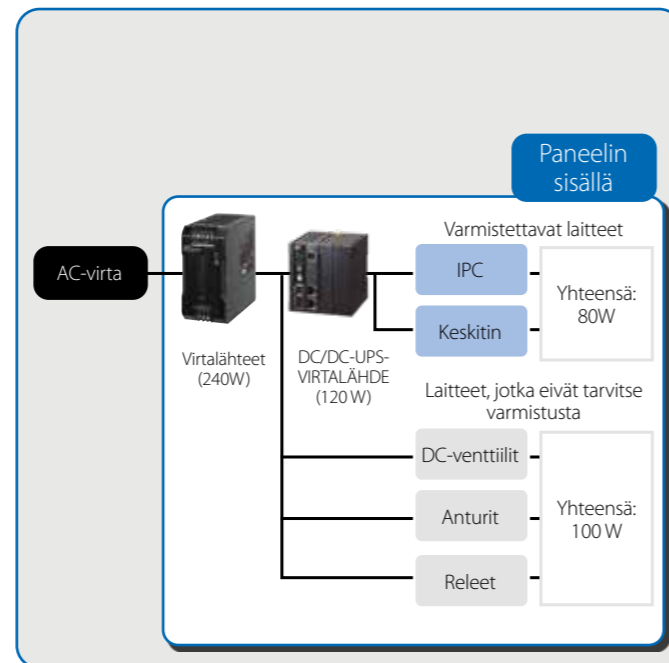 Paneelin
sisällä
Varmistettavat laitteet
AC-virta
IPC
Yhteensä:
80W
Keskitin
Virtalähteet
(240W)
DC/DC-UPS-
VIRTALÄHDE
(120 W)
Laitteet, jotka eivät tarvitse
varmistusta
DC-venttiilit
Anturit
Yhteensä:
100 W
Releet